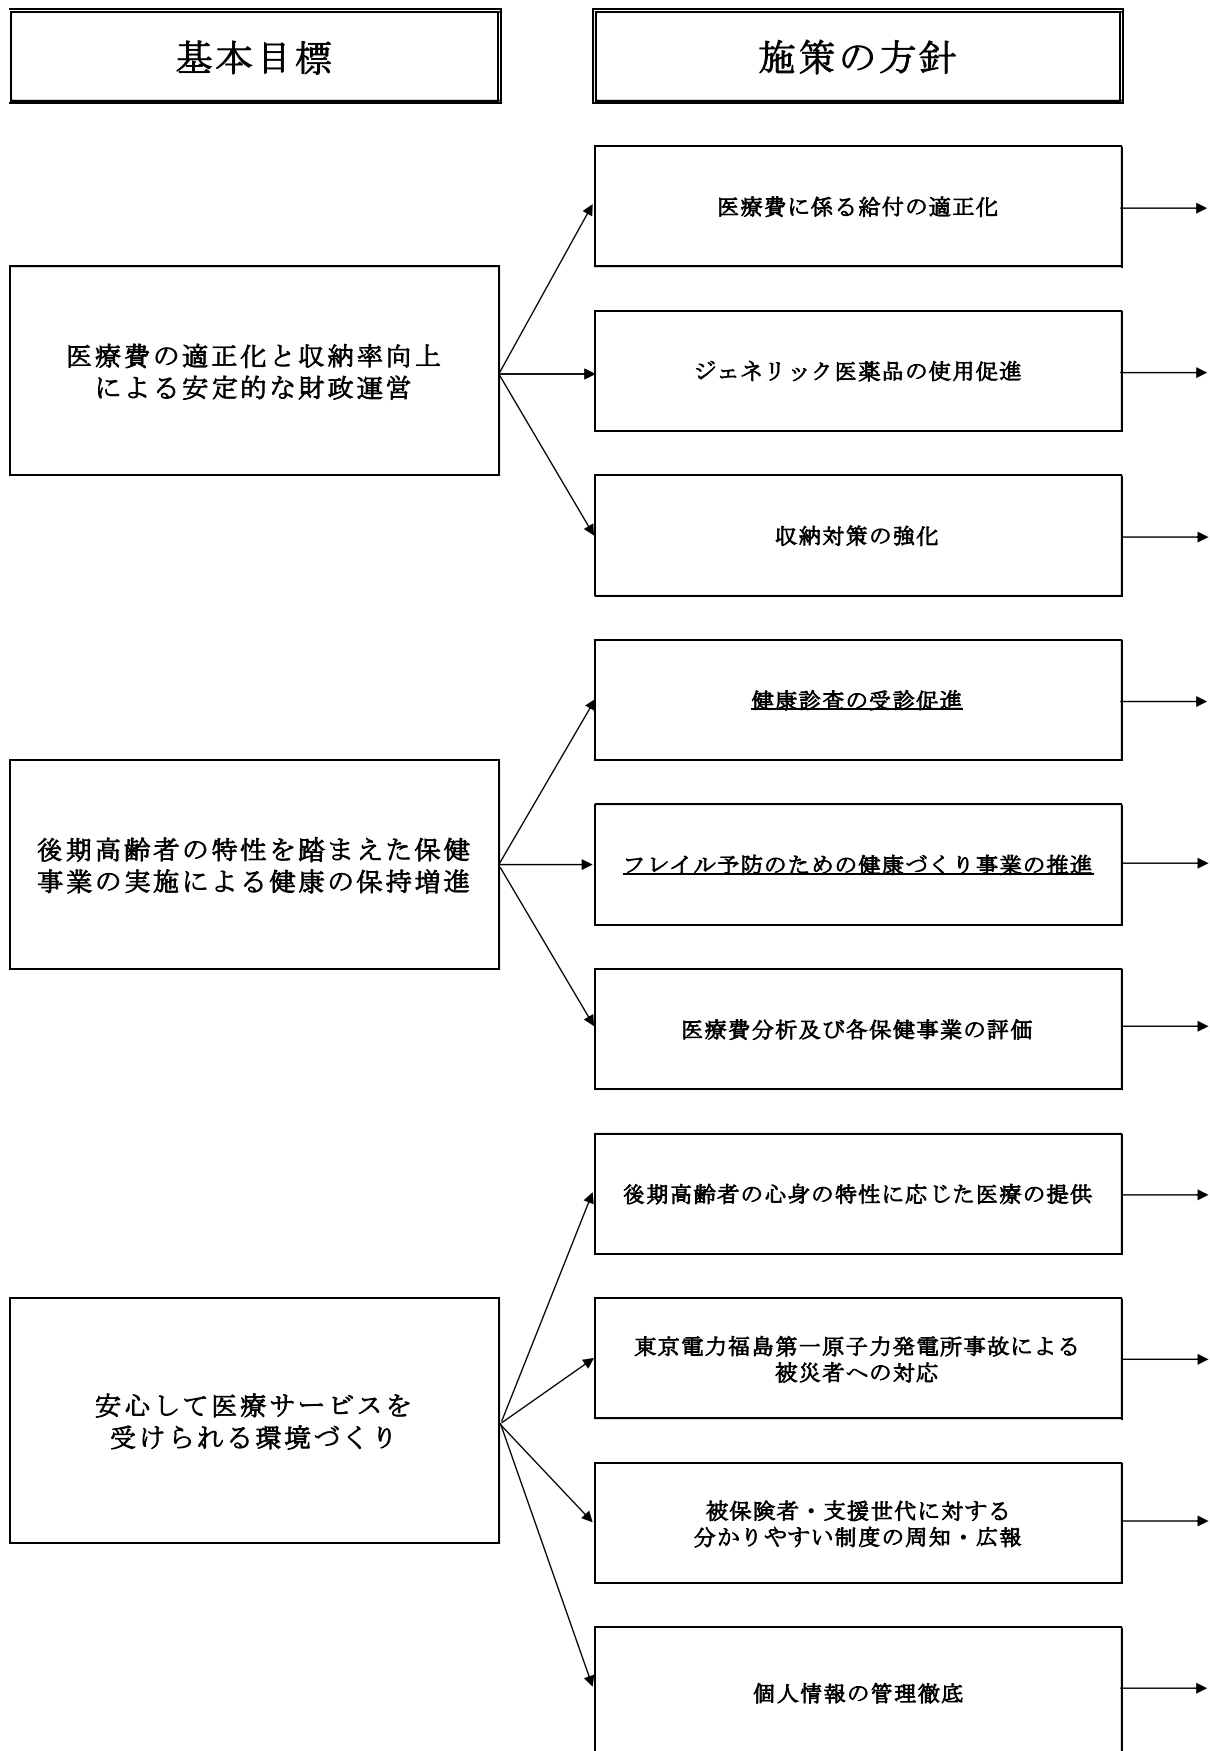 基本目標
施策の方針
医療費の適正化と収納率向上
による安定的な財政運営
医療費に係る給付の適正化
ジェネリック医薬品の使用促進
収納対策の強化
後期高齢者の特性を踏まえた保健
事業の実施による健康の保持増進
健康診査の受診促進
フレイル予防のための健康づくり事業の推進
医療費分析及び各保健事業の評価
安心して医療サービスを
受けられる環境づくり
後期高齢者の心身の特性に応じた医療の提供
東京電力福島第一原子力発電所事故による
被災者への対応
被保険者・支援世代に対する
分かりやすい制度の周知・広報
個人情報の管理徹底